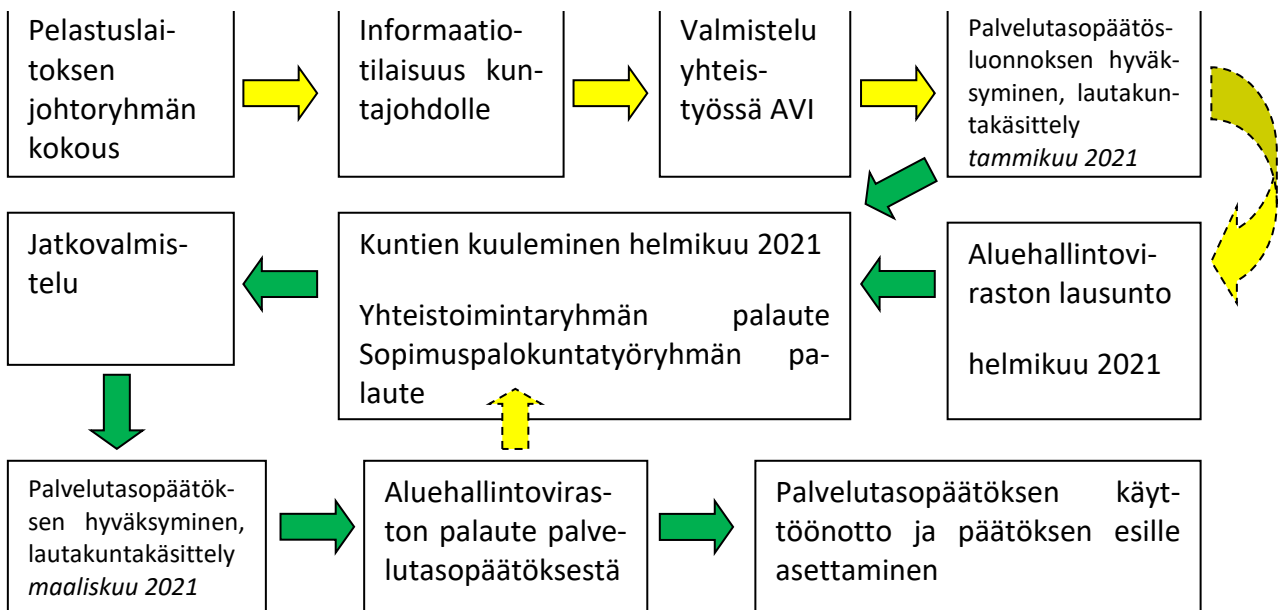 Pelastuslai-
toksen
johtoryhmän
kokous
Informaatio-
tilaisuus kun-
tajohdolle
Valmistelu
yhteis-
työssä AVI
Palvelutasopäätös-
luonnoksen hyväk-
syminen, lautakun-
takäsittely
tammikuu 2021
Jatkovalmis-
telu
Kuntien kuuleminen helmikuu 2021
Yhteistoimintaryhmän palaute
Sopimuspalokuntatyöryhmän pa-
laute
Aluehallintovi-
raston lausunto
helmikuu 2021
Palvelutasopäätök-
sen hyväksyminen,
lautakuntakäsittely
maaliskuu 2021
Aluehallintoviras-
ton palaute palve-
lutasopäätöksestä
Palvelutasopäätöksen käyt-
töönotto ja päätöksen esille
asettaminen